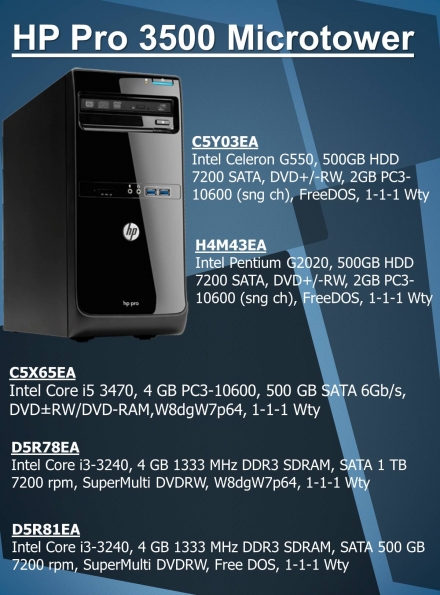 HP Pro 3500 Microtower
C5Y03EA
Intel Celeron G550, 500GB HDD
7200 SATA, DVD+/-RW, 2GB PC3-
10600 (sng ch), FreeDOS, 1-1-1 Wty
H4M43EA
Intel Pentium G2020, 500GB HDD
7200 SATA, DVD+/-RW, 2GB PC3-
10600 (sng ch), FreeDOS, 1-1-1 Wty
hp
hp pro
C5X65EA
Intel Core i5 3470, 4 GB PC3-10600, 500 GB SATA 6Gb/s,
DVD±RW/DVD-RAM,W8dgW7p64, 1-1-1 Wty
D5R78EA
Intel Core i3-3240, 4 GB 1333 MHz DDR3 SDRAM, SATA 1 TB
7200 rpm, SuperMulti DVDRW, W8dgW7p64, 1-1-1 Wty
D5R81EA
Intel Core i3-3240, 4 GB 1333 MHz DDR3 SDRAM, SATA 500 GB
7200 rpm, SuperMulti DVDRW, Free DOS, 1-1-1 Wty